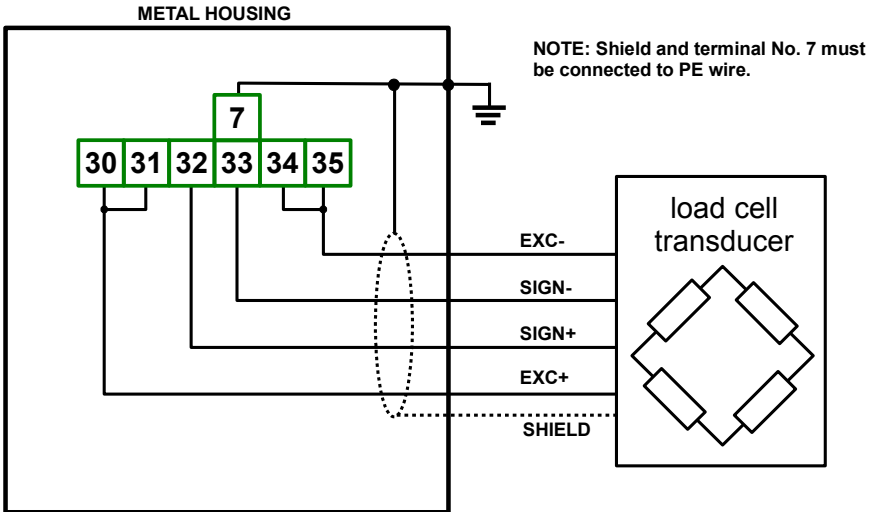 METAL HOUSING
NOTE: Shield and terminal No. 7 must
be connected to PE wire.
7
30 31 32 33 34 35
load cell
transducer
EXC-
SIGN-
SIGN+
EXC+
SHIELD